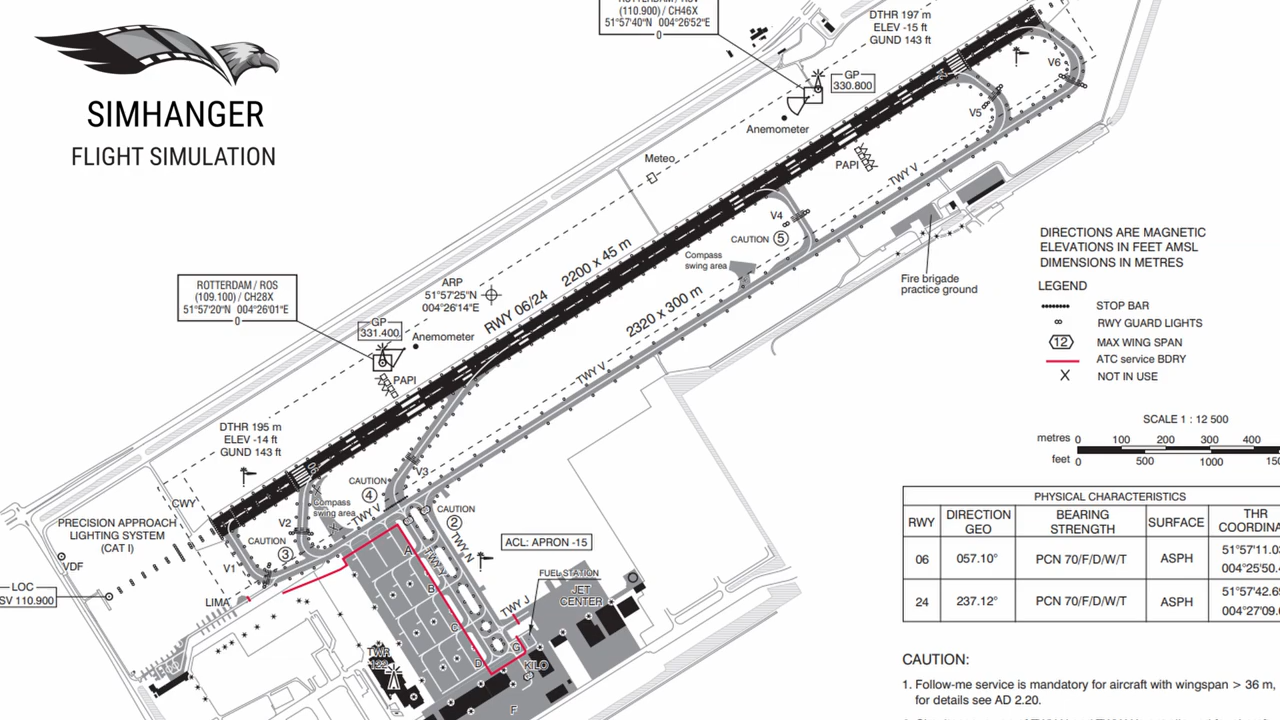 SIMHANGER
FLIGHT SIMULATION
(110.900) / CH46X
51°57'40"N 004°26'52"E
0
DTHR 197 m
ELEV -15 ft
GUND 143 ft
GP
330.800
Anemometer
V6
V5
24
Meteo
PAPI
TWY V
V4
CAUTION 5
Compass
swing area
Fire brigade
practice ground
DIRECTIONS ARE MAGNETIC
ELEVATIONS IN FEET AMSL
DIMENSIONS IN METRES
LEGEND
STOP BAR
RWY GUARD LIGHTS
12 MAX WING SPAN
ATC service BDRY
X NOT IN USE
ROTTERDAM / ROS
(109.100) / CH28X
51°57'20"N 004°26'01"E
0
ARP
51°57'25"N
004°26'14"E
RWY 06/24 2200 x 45 m
2320 x 300 m
GP
331.400
Anemometer
PAPI
TWY V
DTHR 195 m
ELEV -14 ft
GUND 143 ft
06
CWY
V3
CAUTION
4
Compass
swing area
TWY V
V2
CAUTION
3
V1
PRECISION APPROACH
LIGHTING SYSTEM
(CAT I)
VDF
LOC
SV 110.900
LIMA
CAUTION
2
TWY N
TWY V
A
B
C
D
G
F
ACL: APRON -15
FUEL STATION
JET
CENTER
TWY J
KILO
TWR
122
SCALE 1 : 12 500
metres 0 100 200 300 400
feet 0 500 1000
PHYSICAL CHARACTERISTICS
RWY DIRECTION GEO BEARING STRENGTH SURFACE THR
06 057.10° PCN 70/F/D/W/T ASPH 51°57'11.0
004°25'50.
24 237.12° PCN 70/F/D/W/T ASPH 51°57'42.6
004°27'09.
CAUTION:
1. Follow-me service is mandatory for aircraft with wingspan > 36 m,
for details see AD 2.20.